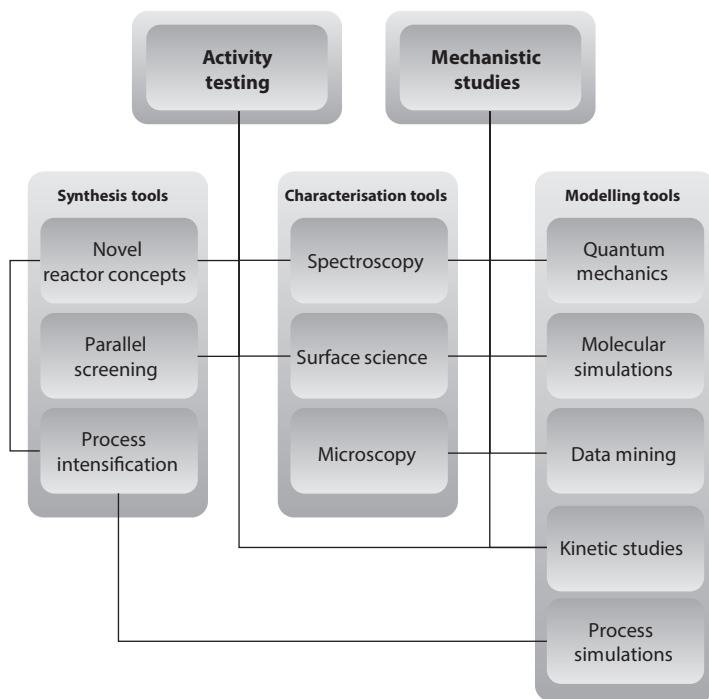 Activity
testing
Mechanistic
studies
Synthesis tools
Novel
reactor concepts
Parallel
screening
Process
intensification
Characterisation tools
Spectroscopy
Surface science
Microscopy
Modelling tools
Quantum
mechanics
Molecular
simulations
Data mining
Kinetic studies
Process
simulations